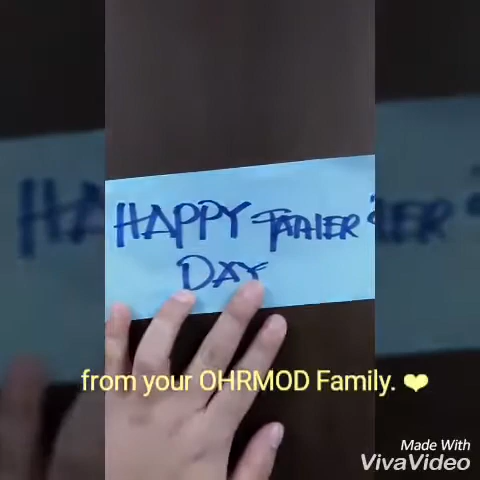 HAPPY FATHER'S
DAY
from your OHRMOD Family. ❤
Made With
VivaVideo